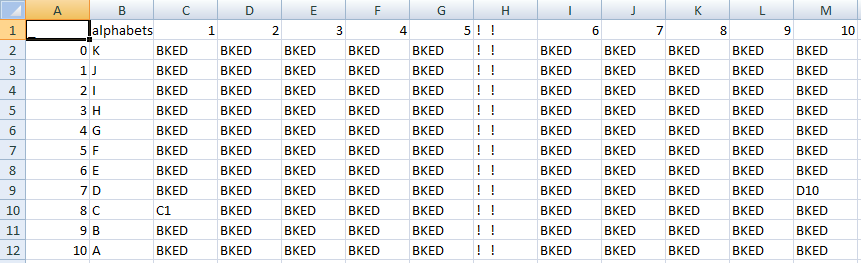 A B C D E F G H I J K L M
1 _ alphabets 1 2 3 4 5 ! ! 6 7 8 9 10
2 0 K BKED BKED BKED BKED BKED ! ! BKED BKED BKED BKED BKED
3 1 J BKED BKED BKED BKED BKED ! ! BKED BKED BKED BKED BKED
4 2 I BKED BKED BKED BKED BKED ! ! BKED BKED BKED BKED BKED
5 3 H BKED BKED BKED BKED BKED ! ! BKED BKED BKED BKED BKED
6 4 G BKED BKED BKED BKED BKED ! ! BKED BKED BKED BKED BKED
7 5 F BKED BKED BKED BKED BKED ! ! BKED BKED BKED BKED BKED
8 6 E BKED BKED BKED BKED BKED ! ! BKED BKED BKED BKED BKED
9 7 D BKED BKED BKED BKED BKED ! ! BKED BKED BKED BKED D10
10 8 C C1 BKED BKED BKED BKED ! ! BKED BKED BKED BKED BKED
11 9 B BKED BKED BKED BKED BKED ! ! BKED BKED BKED BKED BKED
12 10 A BKED BKED BKED BKED BKED ! ! BKED BKED BKED BKED BKED